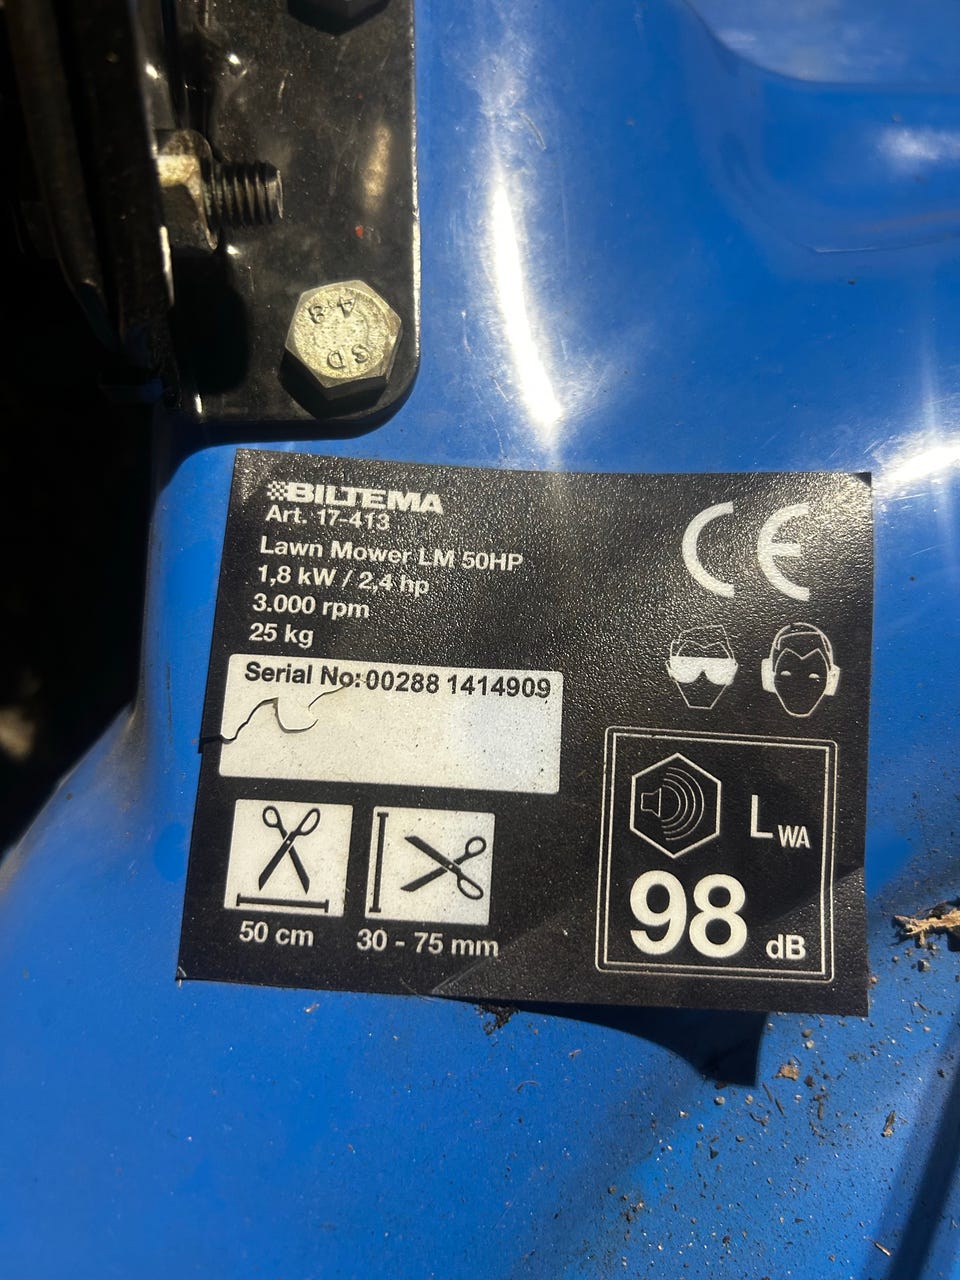 4.8
SD
BILTEMA
Art. 17-413
Lawn Mower LM 50HP
1,8 kW / 2,4 hp
3.000 rpm
25 kg
Serial No:00288 1414909
CE
50 cm
30 - 75 mm
LWA
98 dB